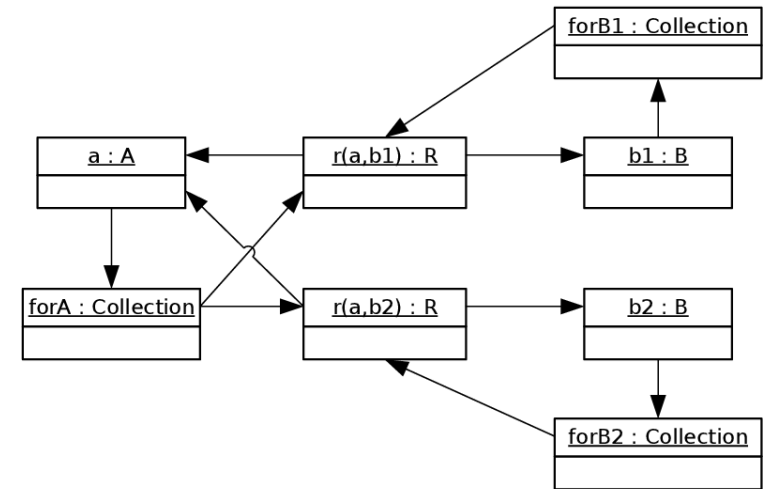 forB1 : Collection
a : A
r(a,b1) : R
b1 : B
forA : Collection
r(a,b2) : R
b2 : B
forB2 : Collection